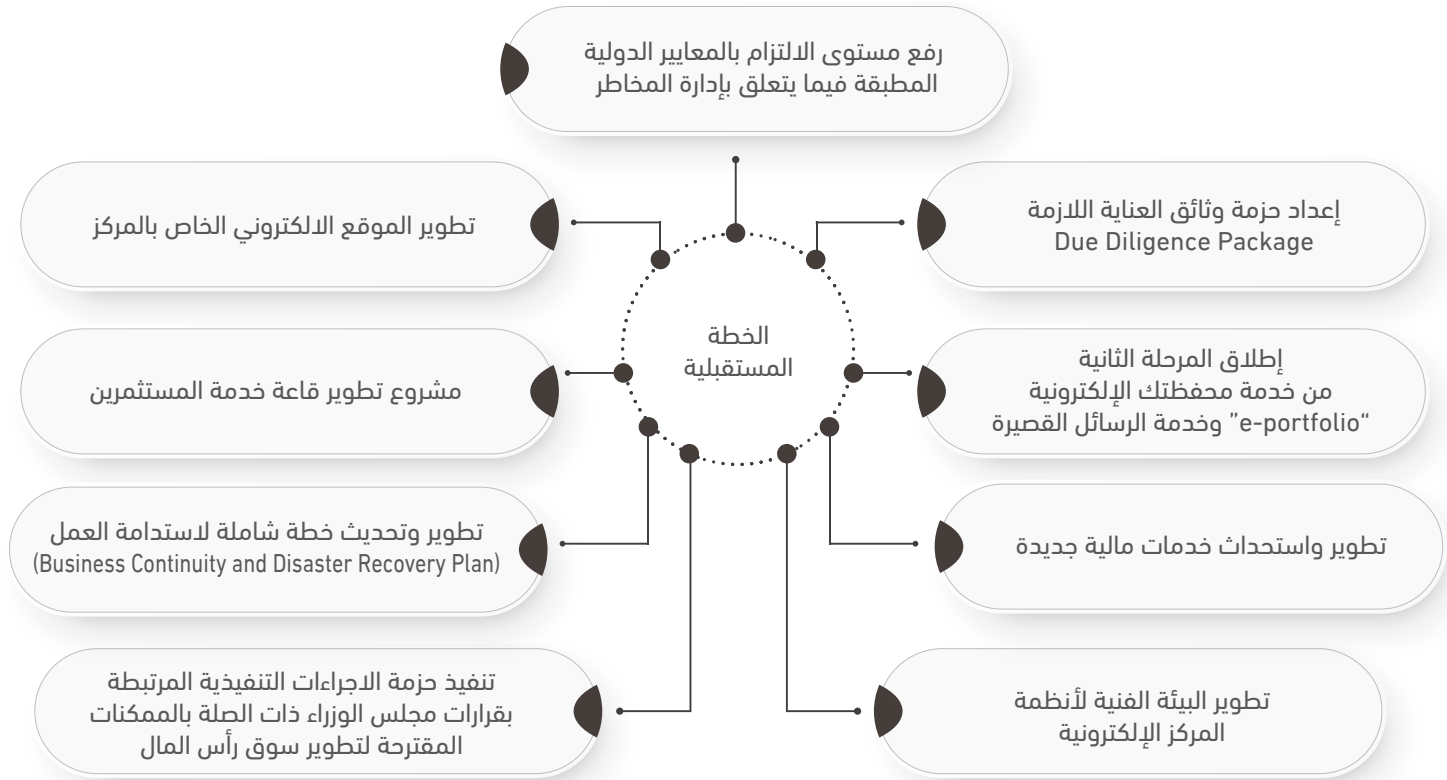 رفع مستوى الالتزام بالمعايير الدولية
المطبقة فيما يتعلق بإدارة المخاطر
إعداد حزمة وثائق العناية اللازمة
Due Diligence Package
تطوير الموقع الالكتروني الخاص بالمركز
الخطة
المستقبلية
إطلاق المرحلة الثانية
من خدمة محفظتك الإلكترونية
“e-portfolio” وخدمة الرسائل القصيرة
مشروع تطوير قاعة خدمة المستثمرين
تطوير واستحداث خدمات مالية جديدة
تطوير وتحديث خطة شاملة لاستدامة العمل
(Business Continuity and Disaster Recovery Plan)
تطوير البيئة الفنية لأنظمة
المركز الإلكترونية
تنفيذ حزمة الاجراءات التنفيذية المرتبطة
بقرارات مجلس الوزراء ذات الصلة بالممكنات
المقترحة لتطوير سوق رأس المال